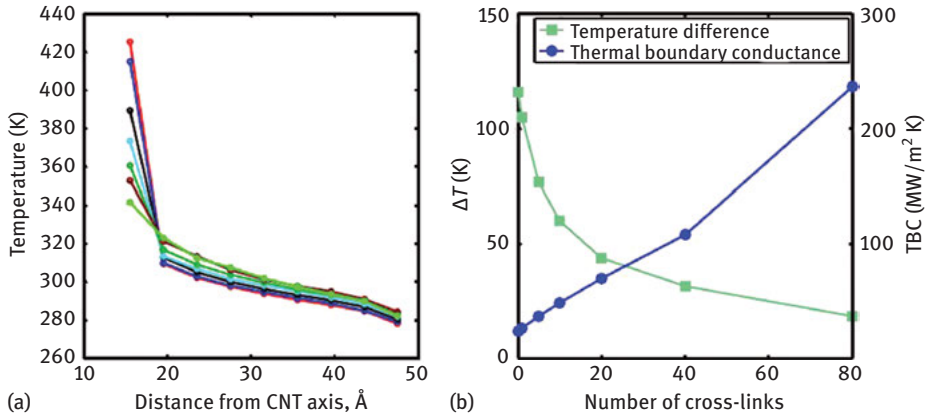 440
420
400
380
360
340
320
300
280
260
10 20 30 40 50
Temperature (K)
Distance from CNT axis, Å
(a)
Temperature difference
Thermal boundary conductance
150
100
50
0
ΔT (K)
300
200
100
TBC (MW/m² K)
0 20 40 60 80
Number of cross-links
(b)